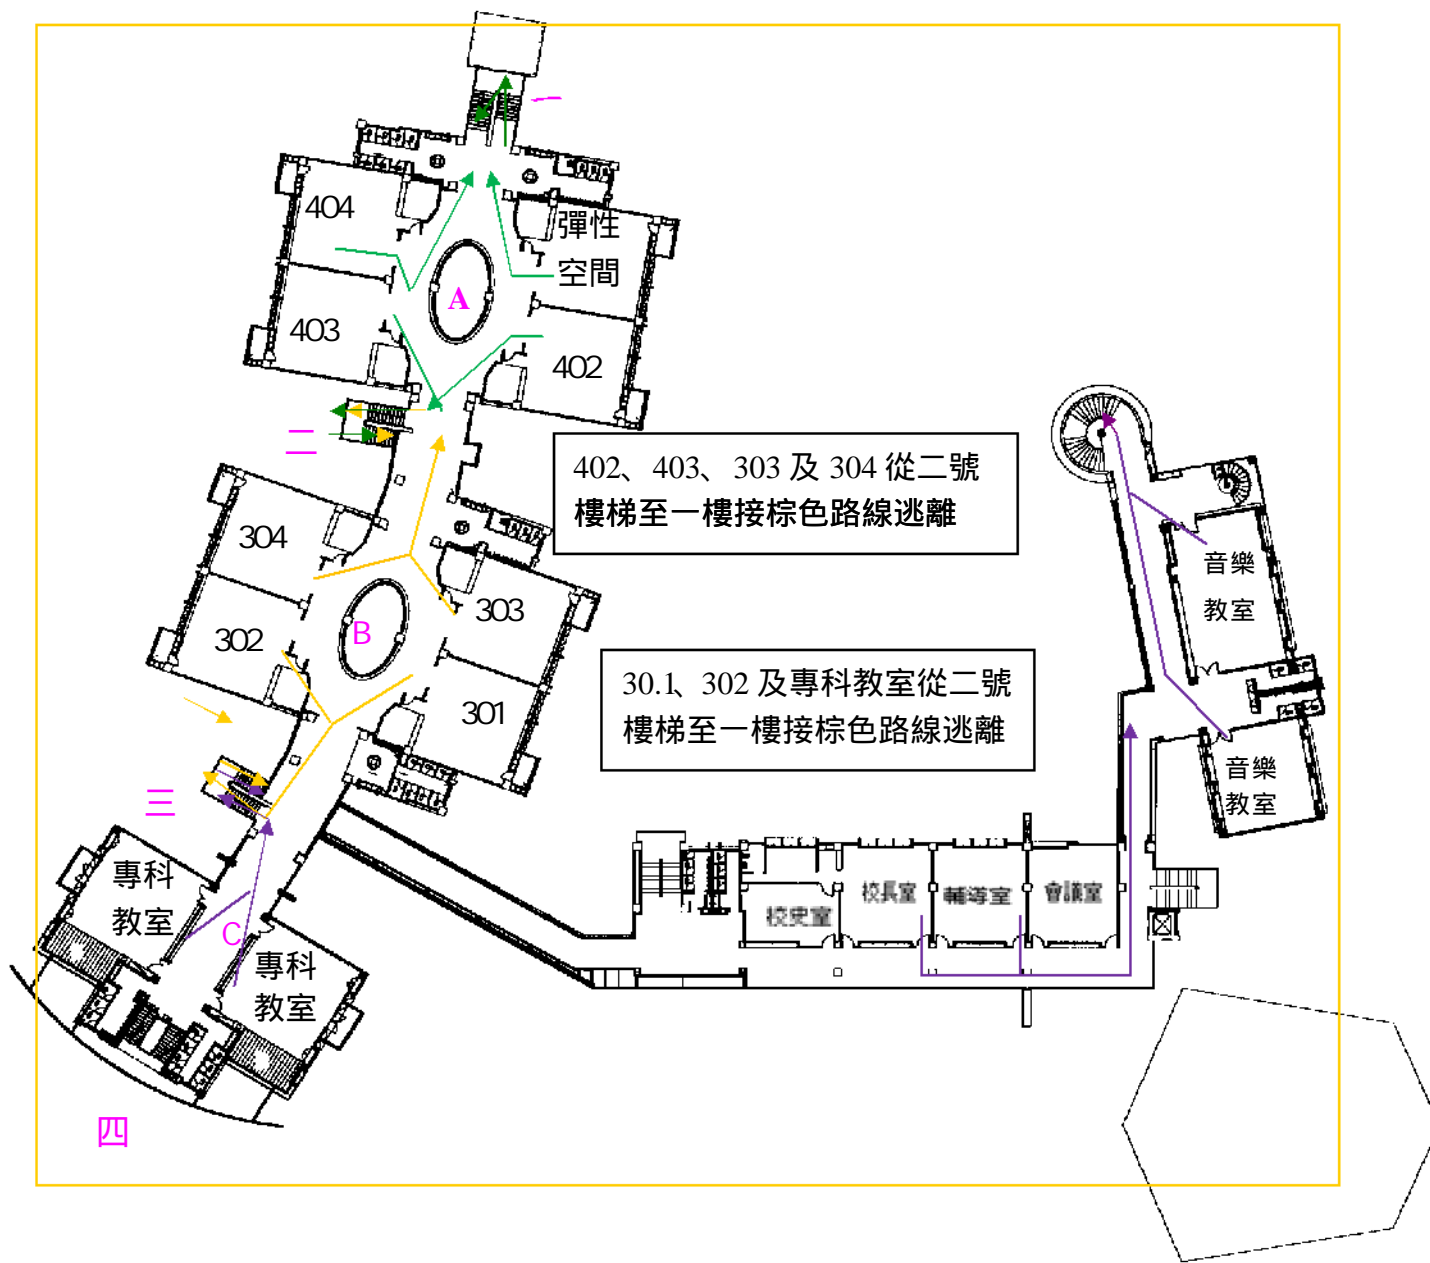 一
404
彈性
空間
A
403
402
二
402、403、303 及 304 從二號
樓梯至一樓接棕色路線逃離
304
303
音樂
教室
B
302
301
30.1、302 及專科教室從二號
樓梯至一樓接棕色路線逃離
音樂
教室
三
專科
教室
C
專科
教室
校史室
校長室
輔導室
會議室
四